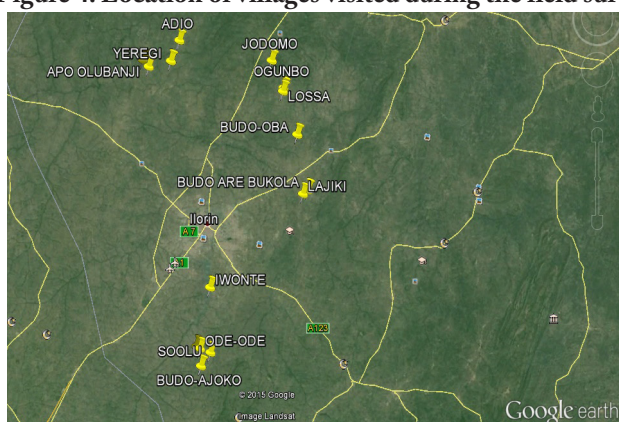 Figure 4. Location of villages visited during the field sur
ADIO
YEREGI
APO OLUBANJI
JODOMO
OGUNBO
LOSSA
BUDO-OBA
BUDO ARE BUKOLA
LAJIKI
Ilorin
A 7
IWONTE
A123
ODE-ODE
SOOLU
BUDO-AJOKO
© 2015 Google
Image Landsat
Google earth